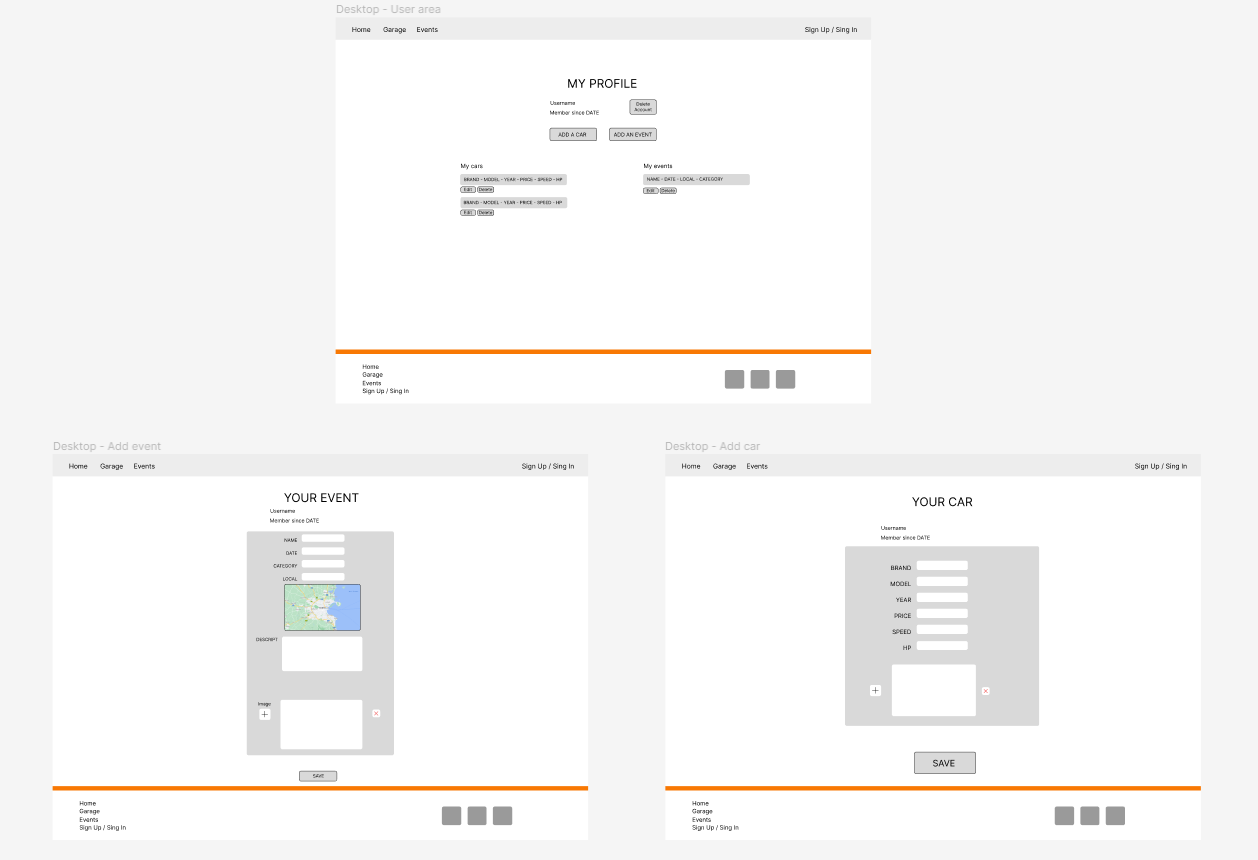 Desktop - User area
Home Garage Events Sign Up / Sing In
MY PROFILE
Username
Member since DATE
Delete
Account
ADD A CAR ADD AN EVENT
My cars
BRAND - MODEL - YEAR - PRICE - SPEED - HP
Edit Delete
BRAND - MODEL - YEAR - PRICE - SPEED - HP
Edit Delete
My events
NAME - DATE - LOCAL - CATEGORY
Edit Delete
Home
Garage
Events
Sign Up / Sing In
Desktop - Add event
Home Garage Events Sign Up / Sing In
YOUR EVENT
Username
Member since DATE
NAME
DATE
CATEGORY
LOCAL
DESCRIPT
Image
SAVE
Home
Garage
Events
Sign Up / Sing In
Desktop - Add car
Home Garage Events Sign Up / Sing In
YOUR CAR
Username
Member since DATE
BRAND
MODEL
YEAR
PRICE
SPEED
HP
SAVE
Home
Garage
Events
Sign Up / Sing In